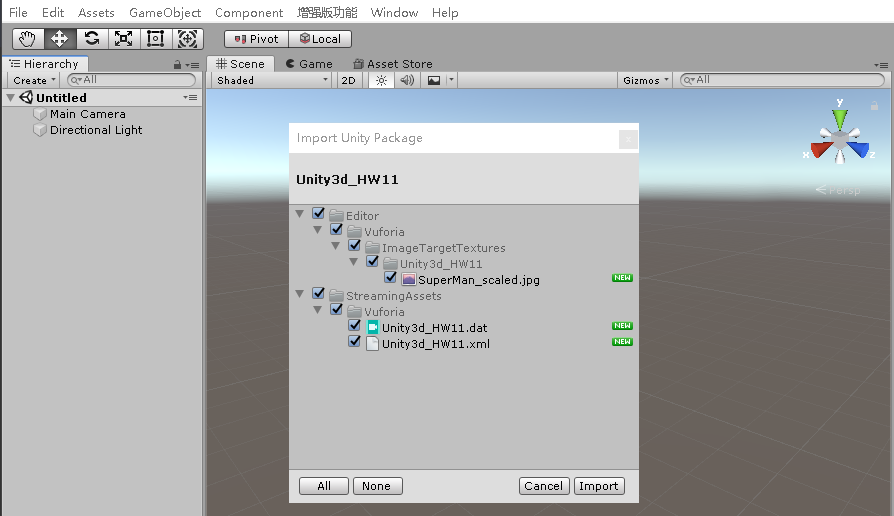 File Edit Assets GameObject Component 增强版功能 Window Help
Pivot Local
Hierarchy Scene Game Asset Store
Create All Shaded 2D Gizmos All
Untitled
Main Camera
Directional Light
y
x z
Persp
Import Unity Package
x
Unity3d_HW11
Editor
Vuforia
ImageTargetTextures
Unity3d_HW11
SuperMan_scaled.jpg NEW
StreamingAssets
Vuforia
Unity3d_HW11.dat NEW
Unity3d_HW11.xml NEW
All None Cancel Import